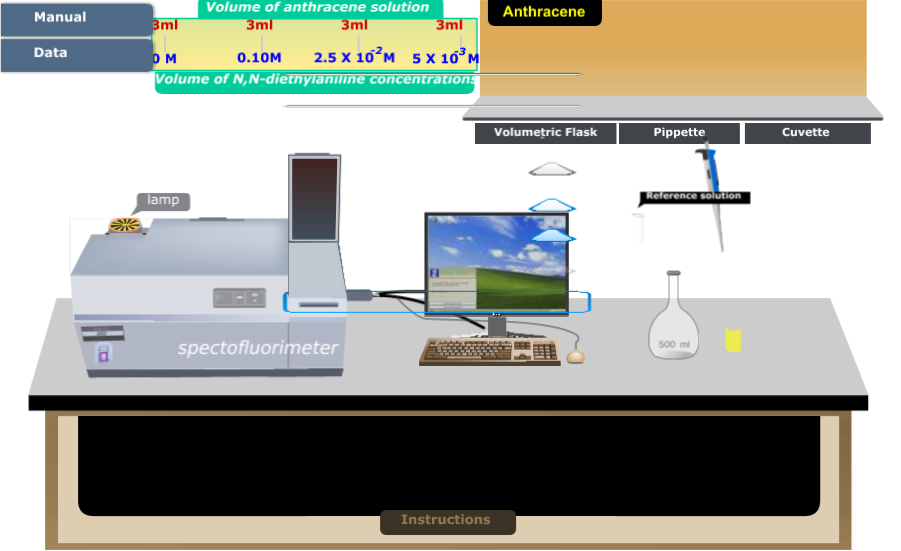 Manual
Data
Volume of anthracene solution
3ml 3ml 3ml 3ml
0 M 0.10M 2.5 X 10-2 M 5 X 10-3 M
Volume of N,N-diethylaniline concentrations
Anthracene
Volumetric Flask Pippette Cuvette
lamp
Reference solution
spectofluorimeter
500 ml
Instructions